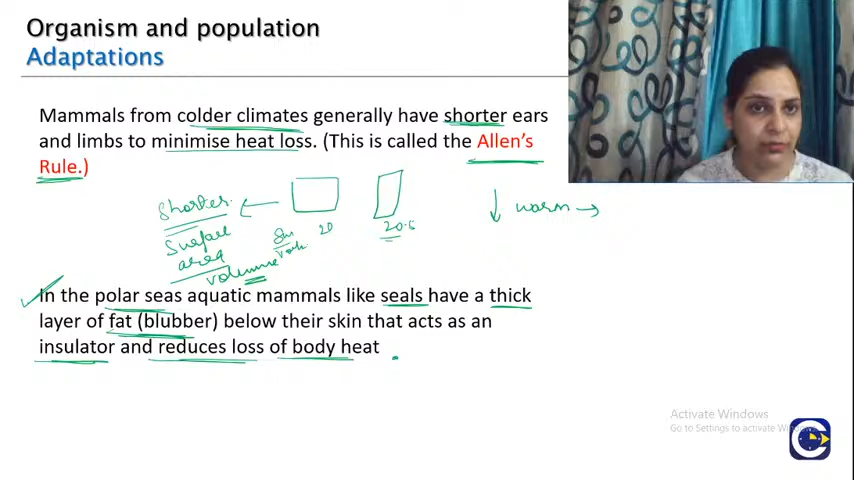 Organism and population
Adaptations
Mammals from colder climates generally have shorter ears
and limbs to minimise heat loss. (This is called the Allen's
Rule.)
shorter
Surface
area
volume
20
20.6
warm
In the polar seas aquatic mammals like seals have a thick
layer of fat (blubber) below their skin that acts as an
insulator and reduces loss of body heat
Activate Windows
Go to Settings to activate